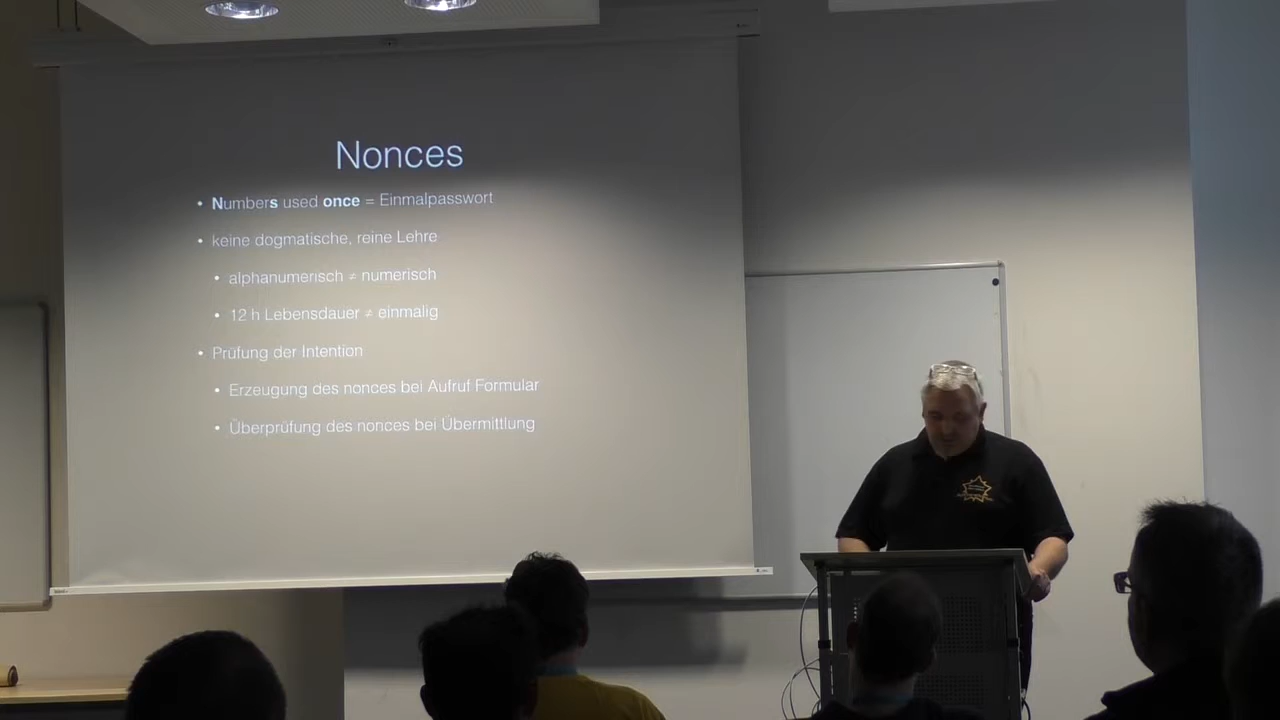 Nonces
• Numbers used once = Einmalpasswort
• keine dogmatische, reine Lehre
• alphanumerisch ≠ numerisch
• 12 h Lebensdauer ≠ einmalig
• Prüfung der Intention
• Erzeugung des nonces bei Aufruf Formular
• Überprüfung des nonces bei Übermittlung